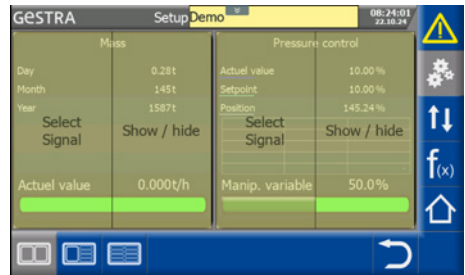 GESTRA Setup Demo 08:24:01
22.10.24
Mass Pressure control
Day 0.28t Actuel value 10.00%
Month 145t Setpoint 10.00%
Year 1587t Position 145.24%
Select Signal Show / hide Select Signal Show / hide
Actuel value 0.000t/h Manip. variable 50.0%
f(x)